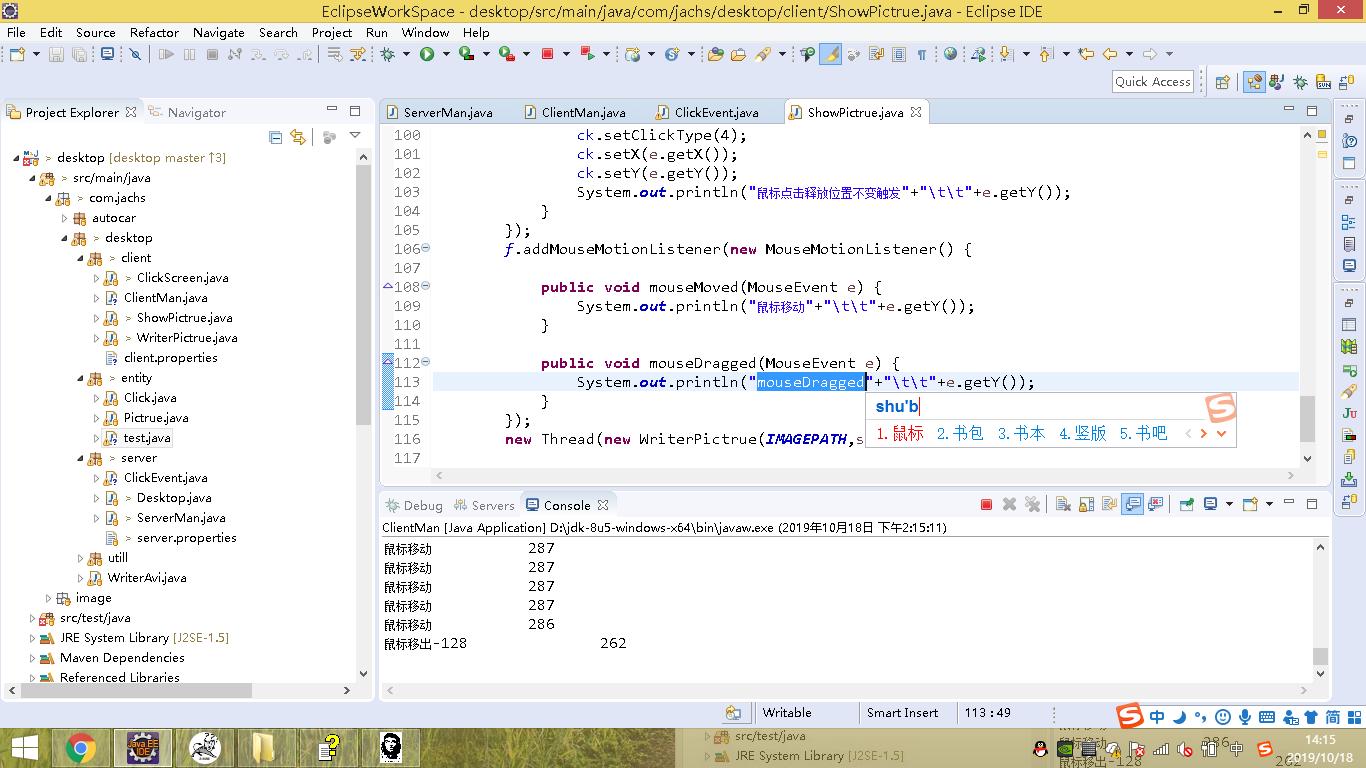 EclipseWorkSpace - desktop/src/main/java/com/jachs/desktop/client/ShowPictrue.java - Eclipse IDE
File Edit Source Refactor Navigate Search Project Run Window Help
Quick Access
Project Explorer Navigator
> desktop [desktop master ↑3]
> src/main/java
> com.jachs
autocar
> desktop
> client
> ClickScreen.java
ClientMan.java
> ShowPictrue.java
> WriterPictrue.java
client.properties
> entity
> Click.java
Pictrue.java
> test.java
> server
ClickEvent.java
> Desktop.java
> ServerMan.java
> server.properties
util
WriterAvi.java
image
src/test/java
JRE System Library [J2SE-1.5]
Maven Dependencies
Referenced Libraries
ServerMan.java ClientMan.java ClickEvent.java ShowPictrue.java
100 ck.setClickType(4);
101 ck.setX(e.getX());
102 ck.setY(e.getY());
103 System.out.println("鼠标点击释放位置不变触发"+"\t\t"+e.getY());
104 }
105 });
106 f.addMouseMotionListener(new MouseMotionListener() {
107
108 public void mouseMoved(MouseEvent e) {
109 System.out.println("鼠标移动"+"\t\t"+e.getY());
110 }
111
112 public void mouseDragged(MouseEvent e) {
113 System.out.println("mouseDragged"+"\t\t"+e.getY());
114 }
115 });
116 new Thread(new WriterPictrue(IMAGEPATH,s
117
shu'b
1.鼠标 2.书包 3.书本 4.竖版 5.书吧
Debug Servers Console
ClientMan [Java Application] D:\jdk-8u5-windows-x64\bin\javaw.exe (2019年10月18日 下午2:15:11)
鼠标移动 287
鼠标移动 287
鼠标移动 287
鼠标移动 287
鼠标移动 286
鼠标移出-128 262
Writable Smart Insert 113 : 49
中 简
src/test/java
JRE System Library [J2SE-1.5]
Java EE IDE
中
14:15
2019/10/18